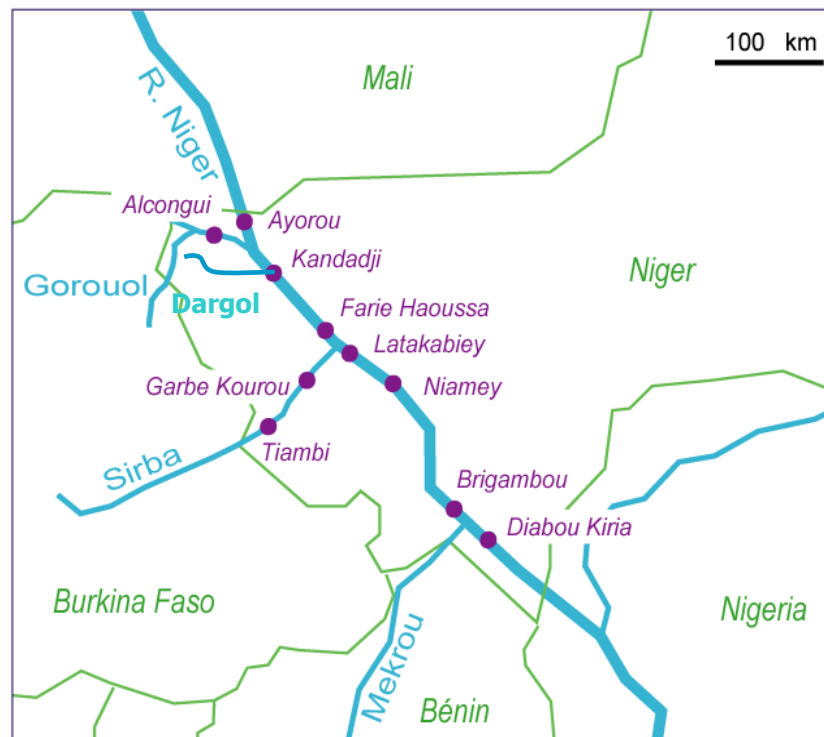 100 km
Mali
R. Niger
Alcongui
Ayorou
Kandadji
Niger
Gorouol
Dargol
Farie Haoussa
Latakabiey
Garbe Kourou
Niamey
Tiambi
Sirba
Brigambou
Diabou Kiria
Burkina Faso
Nigeria
Mekrou
Bénin